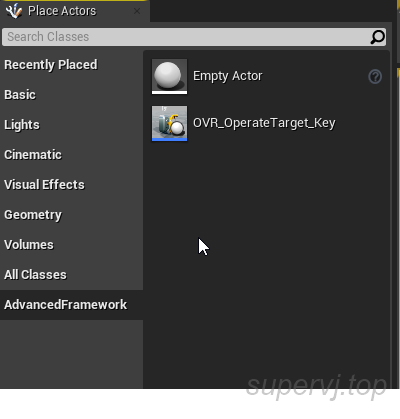 Place Actors
Search Classes
Recently Placed
Basic
Lights
Cinematic
Visual Effects
Geometry
Volumes
All Classes
AdvancedFramework
Empty Actor
OVR_OperateTarget_Key
supervj.top